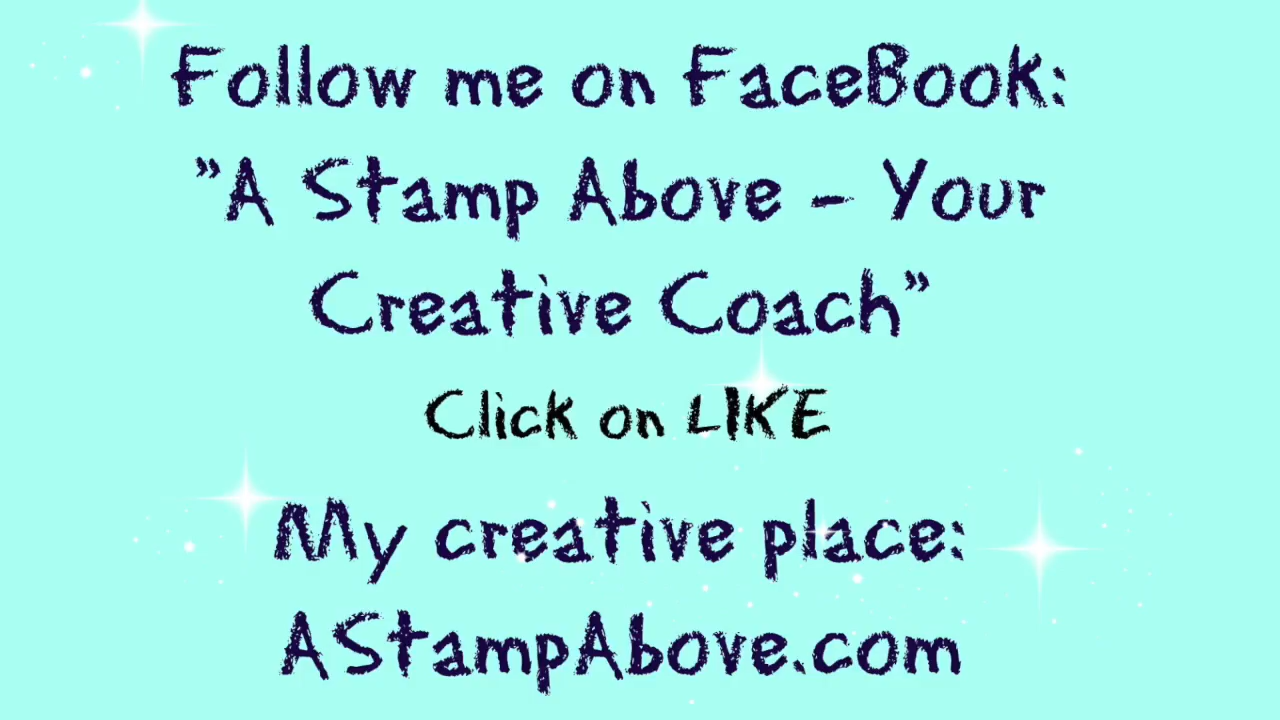 Follow me on FaceBook:
"A Stamp Above - Your
Creative Coach"
Click on LIKE
My creative place:
AStampAbove.com